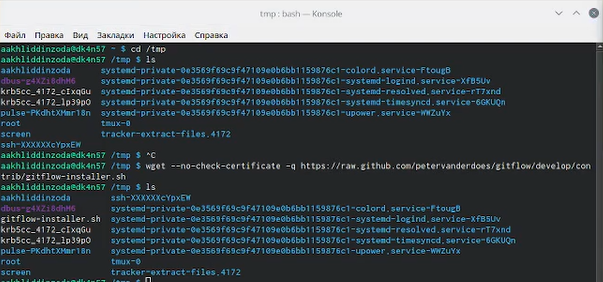 tmp : bash — Konsole
Файл Правка Вид Закладки Настройка Справка
aakhliddinzoda@dk4n57 ~ $ cd /tmp
aakhliddinzoda@dk4n57 /tmp $ ls
aakhliddinzoda systemd-private-0e3569f69c9f47109e0b6bb1159876c1-colord.service-FtougB
dbus-g4XZi8dhM6 systemd-private-0e3569f69c9f47109e0b6bb1159876c1-systemd-logind.service-XfB5Uv
krb5cc_4172_cIxqGu systemd-private-0e3569f69c9f47109e0b6bb1159876c1-systemd-resolved.service-rT7xnd
krb5cc_4172_lp39pO systemd-private-0e3569f69c9f47109e0b6bb1159876c1-systemd-timesyncd.service-6GKUQn
pulse-PKdhtXMmr18n systemd-private-0e3569f69c9f47109e0b6bb1159876c1-upower.service-WWZuYx
root tmux-0
screen tracker-extract-files.4172
ssh-XXXXXXcYpxEW
aakhliddinzoda@dk4n57 /tmp $ ^C
aakhliddinzoda@dk4n57 /tmp $ wget --no-check-certificate -q https://raw.github.com/petervanderdoes/gitflow/develop/con
trib/gitflow-installer.sh
aakhliddinzoda@dk4n57 /tmp $ ls
aakhliddinzoda ssh-XXXXXXcYpxEW
dbus-g4XZi8dhM6 systemd-private-0e3569f69c9f47109e0b6bb1159876c1-colord.service-FtougB
gitflow-installer.sh systemd-private-0e3569f69c9f47109e0b6bb1159876c1-systemd-logind.service-XfB5Uv
krb5cc_4172_cIxqGu systemd-private-0e3569f69c9f47109e0b6bb1159876c1-systemd-resolved.service-rT7xnd
krb5cc_4172_lp39pO systemd-private-0e3569f69c9f47109e0b6bb1159876c1-systemd-timesyncd.service-6GKUQn
pulse-PKdhtXMmr18n systemd-private-0e3569f69c9f47109e0b6bb1159876c1-upower.service-WWZuYx
root tmux-0
screen tracker-extract-files.4172
aakhliddinzoda@dk4n57 /tmp $